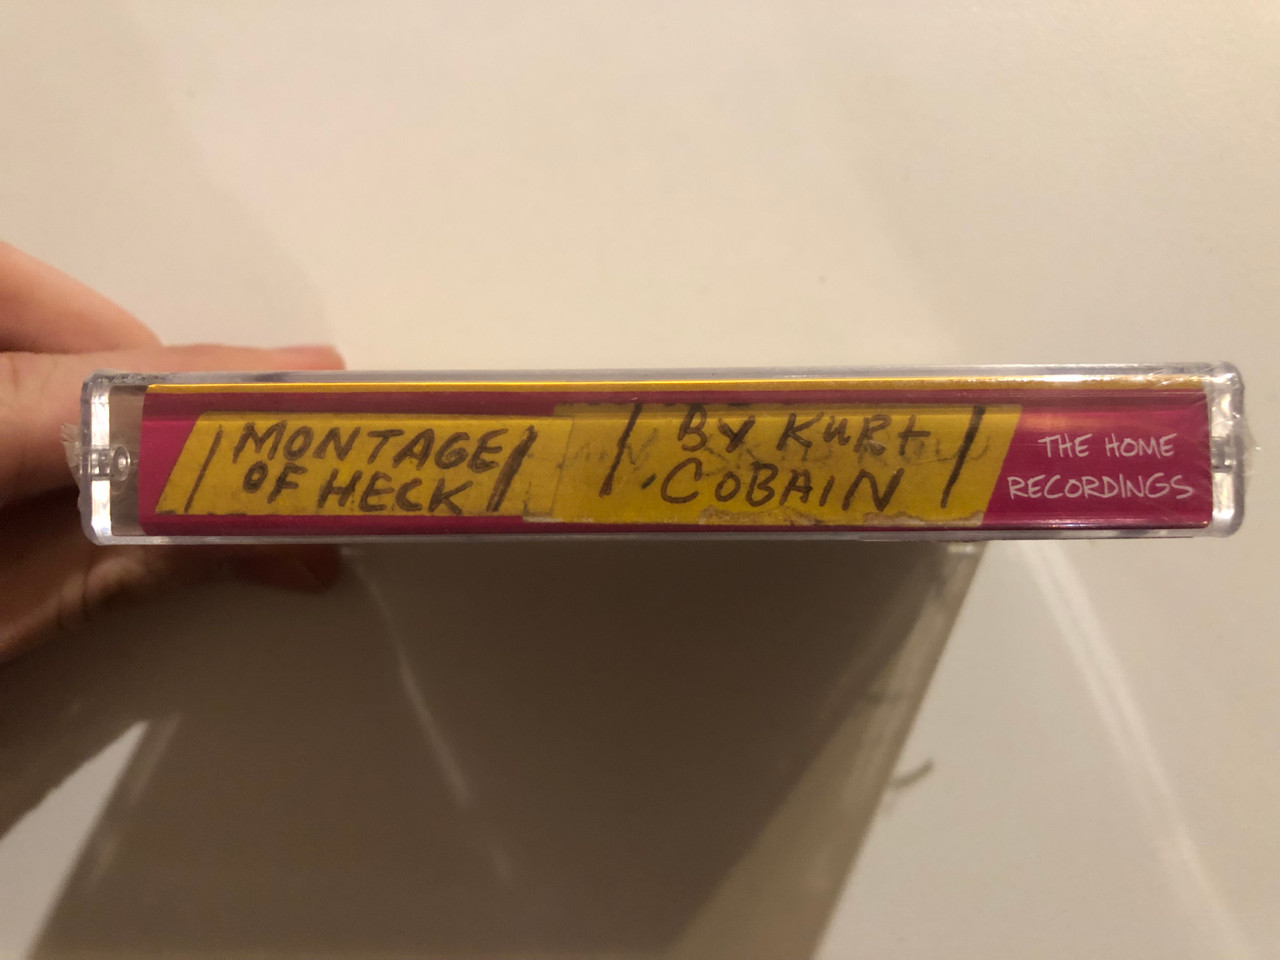 MONTAGE
OF HECK
BY KURT
COBAIN
THE HOME
RECORDINGS